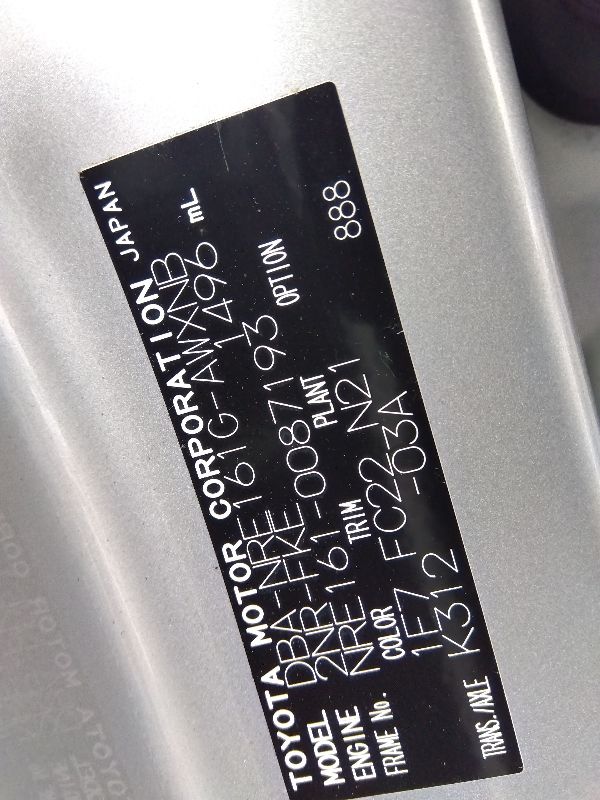 TOYOTA MOTOR CORPORATION JAPAN
MODEL DBA-NRE161G-AWXNB
ENGINE 2NR-FKE 1496 mL
FRAME No. NRE161-0087193
COLOR TRIM PLANT OPTION
1F7 FC22 N21 888
-03A
TRANS./AXLE K312